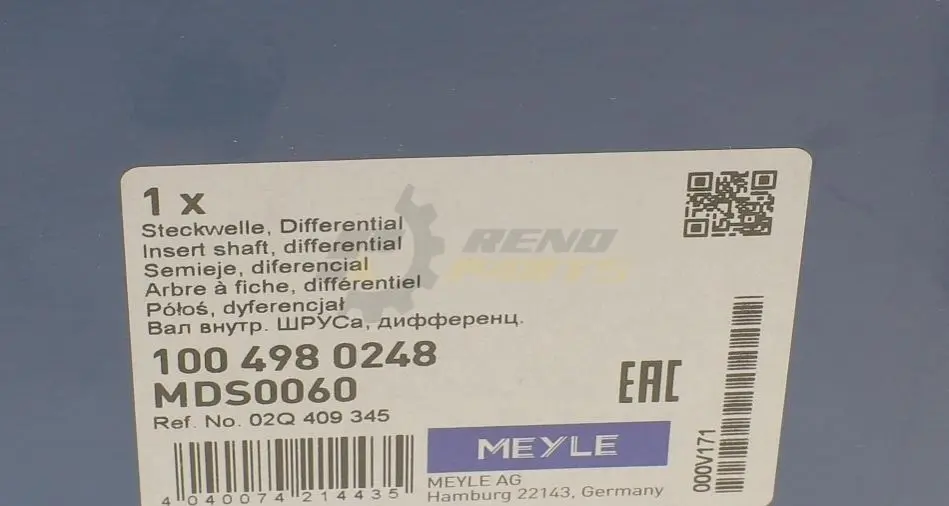 1 x
Steckwelle, Differential
Insert shaft, differential
Semieje, diferencial
Arbre à fiche, différentiel
Półoś, dyferencjał
Вал внутр. ШРУСа, дифференц.
100 498 0248
MDS0060
Ref. No. 02Q 409 345
4 040074 214435
MEYLE
MEYLE AG
Hamburg 22143, Germany
EAC
000V171
RENO
PARTS